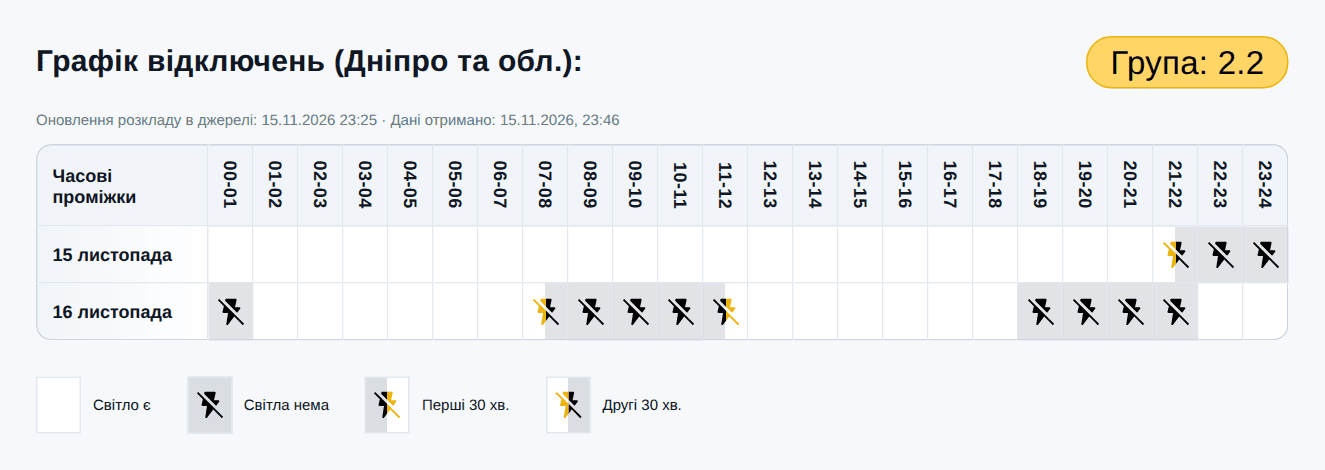 Графік відключень (Дніпро та обл.):
Група: 2.2
Оновлення розкладу в джерелі: 15.11.2026 23:25 · Дані отримано: 15.11.2026, 23:46
Часові
проміжки
00-01
01-02
02-03
03-04
04-05
05-06
06-07
07-08
08-09
09-10
10-11
11-12
12-13
13-14
14-15
15-16
16-17
17-18
18-19
19-20
20-21
21-22
22-23
23-24
15 листопада
16 листопада
Світло є
Світла нема
Перші 30 хв.
Другі 30 хв.